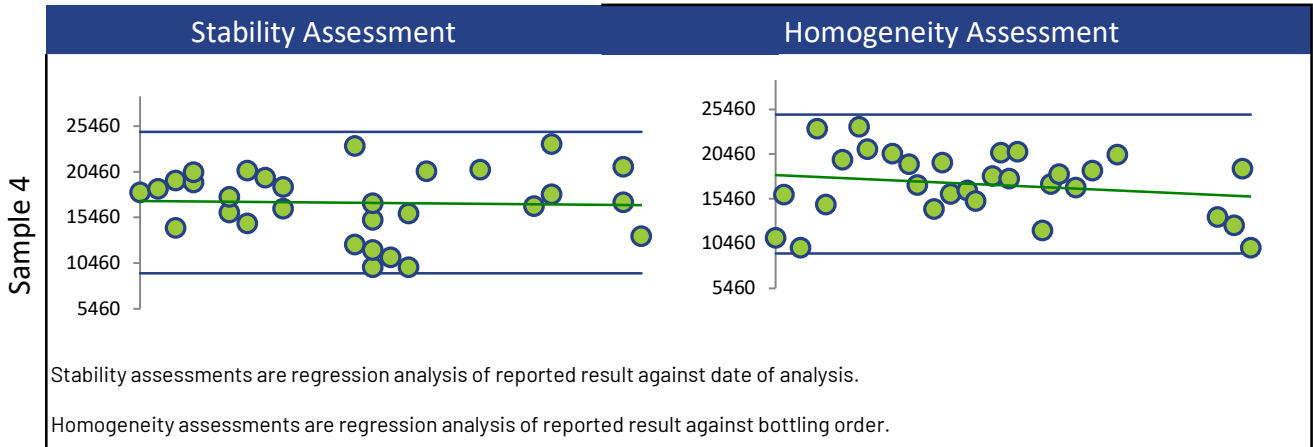 Stability Assessment
Homogeneity Assessment
Sample 4
25460
20460
15460
10460
5460
25460
20460
15460
10460
5460
Stability assessments are regression analysis of reported result against date of analysis.
Homogeneity assessments are regression analysis of reported result against bottling order.